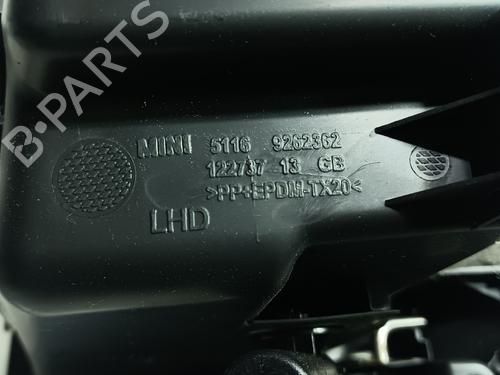 B-PARTS
MINI 5116 9262362
122737 13 GB
>PP+EPDM-TX20<
LHD